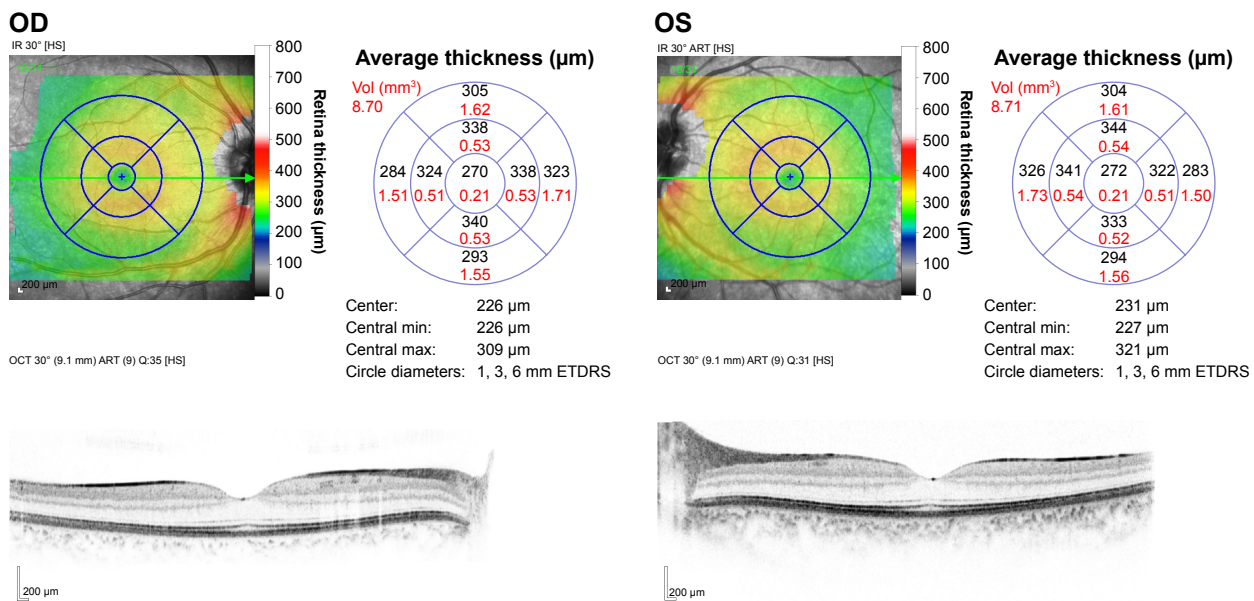 OD
IR 30° [HS]
800
700
600
500
400
300
200
100
0
Retina thickness (µm)
200 µm
Average thickness (µm)
Vol (mm³)
8.70
305
1.62
338
0.53
284 324 270 338 323
1.51 0.51 0.21 0.53 1.71
340
0.53
293
1.55
Center: 226 µm
Central min: 226 µm
Central max: 309 µm
Circle diameters: 1, 3, 6 mm ETDRS
OCT 30° (9.1 mm) ART (9) Q:35 [HS]
200 µm
OS
IR 30° ART [HS]
800
700
600
500
400
300
200
100
0
Retina thickness (µm)
200 µm
Average thickness (µm)
Vol (mm³)
8.71
304
1.61
344
0.54
326 341 272 322 283
1.73 0.54 0.21 0.51 1.50
333
0.52
294
1.56
Center: 231 µm
Central min: 227 µm
Central max: 321 µm
Circle diameters: 1, 3, 6 mm ETDRS
OCT 30° (9.1 mm) ART (9) Q:31 [HS]
200 µm